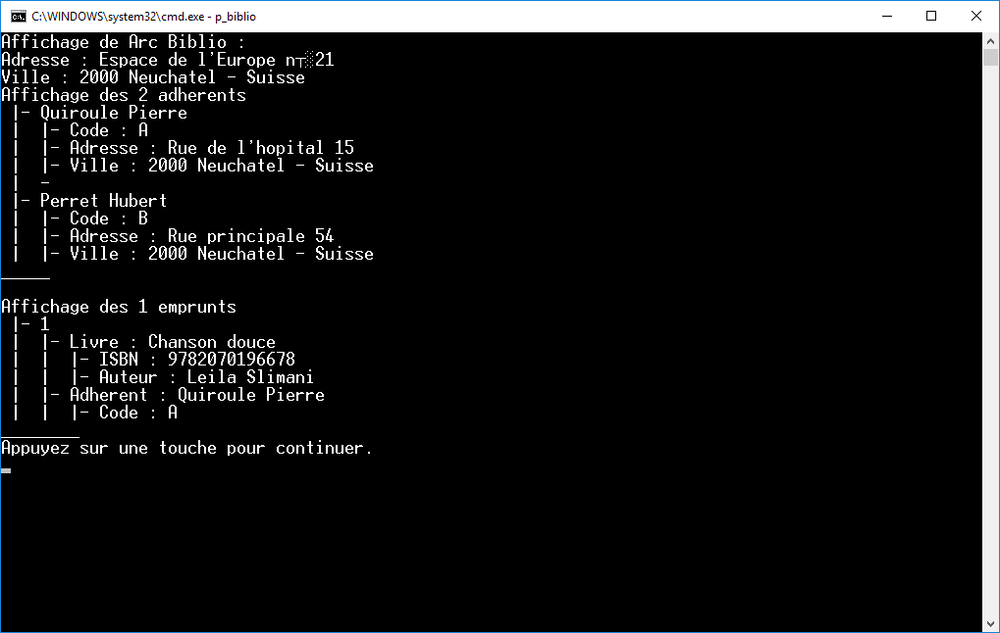 C:\WINDOWS\system32\cmd.exe - p_biblio
Affichage de Arc Biblio :
Adresse : Espace de l'Europe n┬░21
Ville : 2000 Neuchatel - Suisse
Affichage des 2 adherents
 |- Quiroule Pierre
 |  |- Code : A
 |  |- Adresse : Rue de l'hopital 15
 |  |- Ville : 2000 Neuchatel - Suisse
 |  -
 |- Perret Hubert
 |  |- Code : B
 |  |- Adresse : Rue principale 54
 |  |- Ville : 2000 Neuchatel - Suisse
_____
Affichage des 1 emprunts
 |- 1
 |  |- Livre : Chanson douce
 |  |  |- ISBN : 9782070196678
 |  |  |- Auteur : Leila Slimani
 |  |- Adherent : Quiroule Pierre
 |  |  |- Code : A
________
Appuyez sur une touche pour continuer.